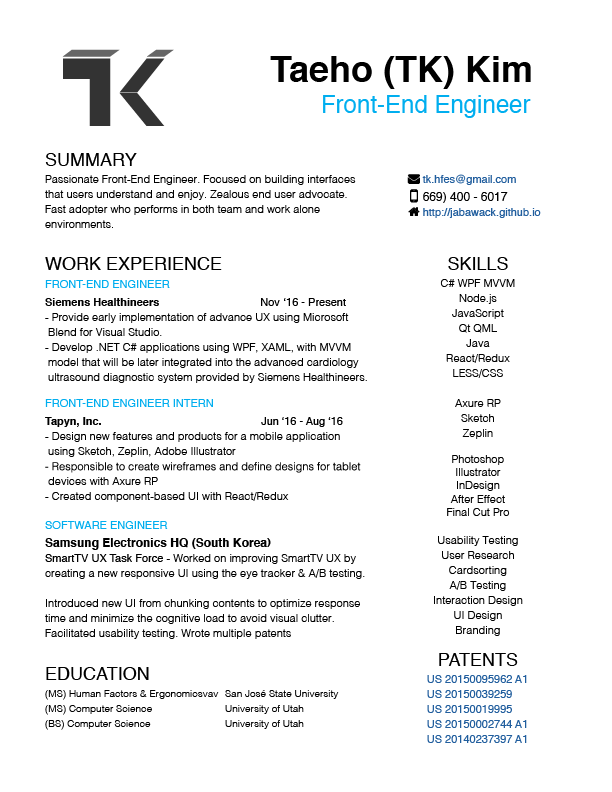 TK
Taeho (TK) Kim
Front-End Engineer
SUMMARY
Passionate Front-End Engineer. Focused on building interfaces
that users understand and enjoy. Zealous end user advocate.
Fast adopter who performs in both team and work alone
environments.
tk.hfes@gmail.com
669) 400 - 6017
http://jabawack.github.io
WORK EXPERIENCE
FRONT-END ENGINEER
Siemens Healthineers Nov ‘16 - Present
- Provide early implementation of advance UX using Microsoft
Blend for Visual Studio.
- Develop .NET C# applications using WPF, XAML, with MVVM
model that will be later integrated into the advanced cardiology
ultrasound diagnostic system provided by Siemens Healthineers.
FRONT-END ENGINEER INTERN
Tapyn, Inc. Jun ‘16 - Aug ‘16
- Design new features and products for a mobile application
using Sketch, Zeplin, Adobe Illustrator
- Responsible to create wireframes and define designs for tablet
devices with Axure RP
- Created component-based UI with React/Redux
SOFTWARE ENGINEER
Samsung Electronics HQ (South Korea)
SmartTV UX Task Force - Worked on improving SmartTV UX by
creating a new responsive UI using the eye tracker & A/B testing.
Introduced new UI from chunking contents to optimize response
time and minimize the cognitive load to avoid visual clutter.
Facilitated usability testing. Wrote multiple patents
EDUCATION
(MS) Human Factors & Ergonomiosvav San José State University
(MS) Computer Science University of Utah
(BS) Computer Science University of Utah
SKILLS
C# WPF MVVM
Node.js
JavaScript
Qt QML
Java
React/Redux
LESS/CSS
Axure RP
Sketch
Zeplin
Photoshop
Illustrator
InDesign
After Effect
Final Cut Pro
Usability Testing
User Research
Cardsorting
A/B Testing
Interaction Design
UI Design
Branding
PATENTS
US 20150095962 A1
US 20150039259
US 20150019995
US 20150002744 A1
US 20140237397 A1